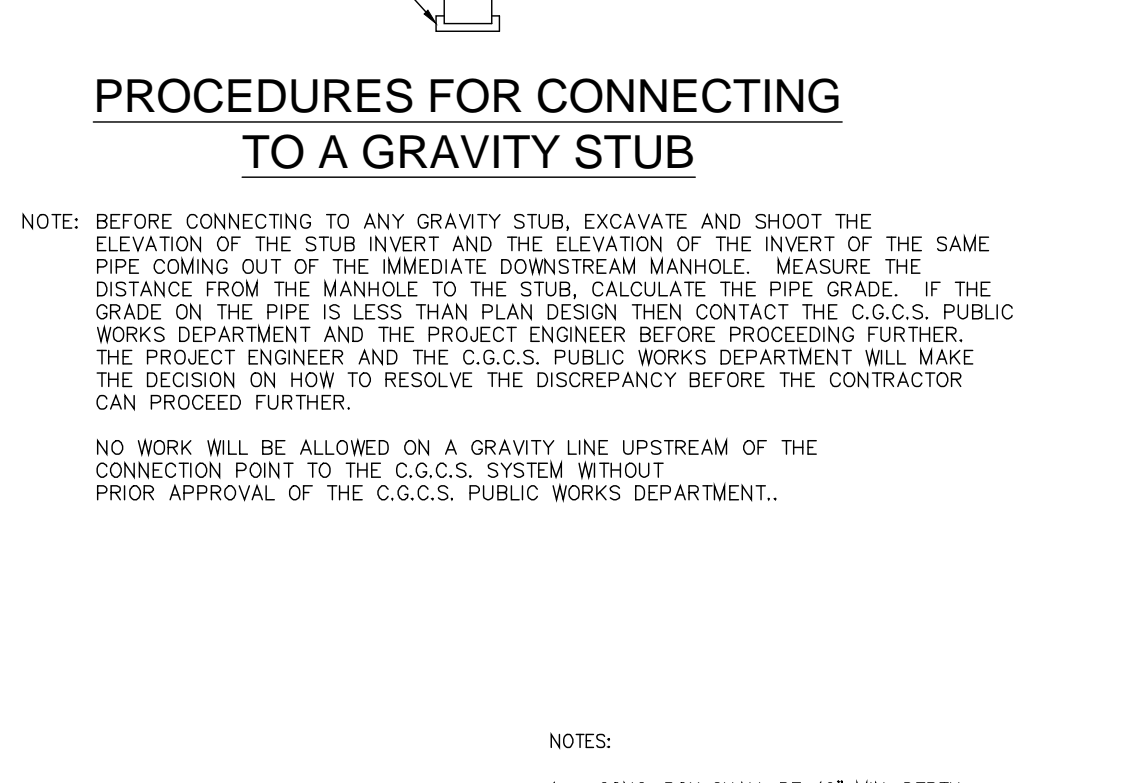 PROCEDURES FOR CONNECTING
TO A GRAVITY STUB
NOTE: BEFORE CONNECTING TO ANY GRAVITY STUB, EXCAVATE AND SHOOT THE
ELEVATION OF THE STUB INVERT AND THE ELEVATION OF THE INVERT OF THE SAME
PIPE COMING OUT OF THE IMMEDIATE DOWNSTREAM MANHOLE. MEASURE THE
DISTANCE FROM THE MANHOLE TO THE STUB, CALCULATE THE PIPE GRADE. IF THE
GRADE ON THE PIPE IS LESS THAN PLAN DESIGN THEN CONTACT THE C.G.C.S. PUBLIC
WORKS DEPARTMENT AND THE PROJECT ENGINEER BEFORE PROCEEDING FURTHER.
THE PROJECT ENGINEER AND THE C.G.C.S. PUBLIC WORKS DEPARTMENT WILL MAKE
THE DECISION ON HOW TO RESOLVE THE DISCREPANCY BEFORE THE CONTRACTOR
CAN PROCEED FURTHER.
NO WORK WILL BE ALLOWED ON A GRAVITY LINE UPSTREAM OF THE
CONNECTION POINT TO THE C.G.C.S. SYSTEM WITHOUT
PRIOR APPROVAL OF THE C.G.C.S. PUBLIC WORKS DEPARTMENT..
NOTES: